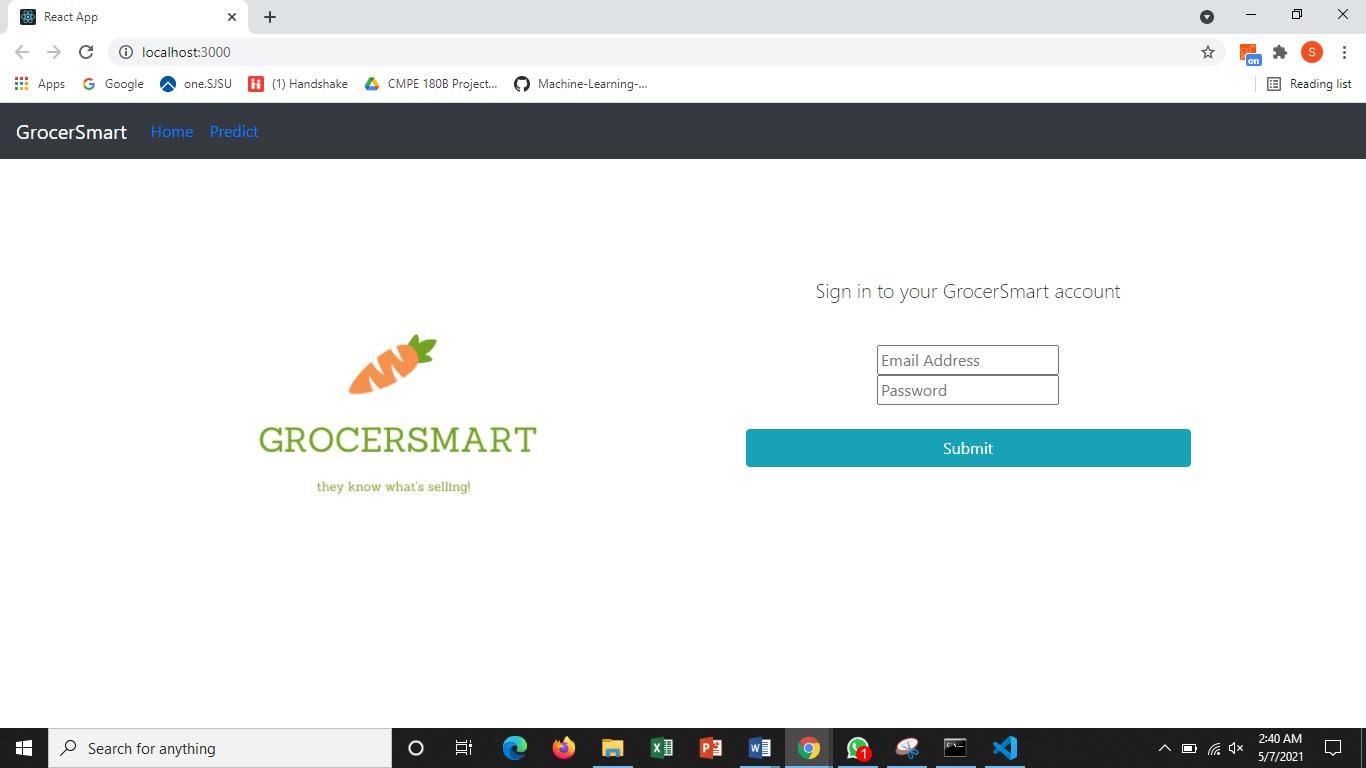 React App
localhost:3000
on
S
Apps
Google
one.SJSU
(1) Handshake
CMPE 180B Project...
Machine-Learning-...
Reading list
GrocerSmart
Home
Predict
Sign in to your GrocerSmart account
Email Address
Password
Submit
GROCERSMART
they know what's selling!
Search for anything
1
2:40 AM
5/7/2021